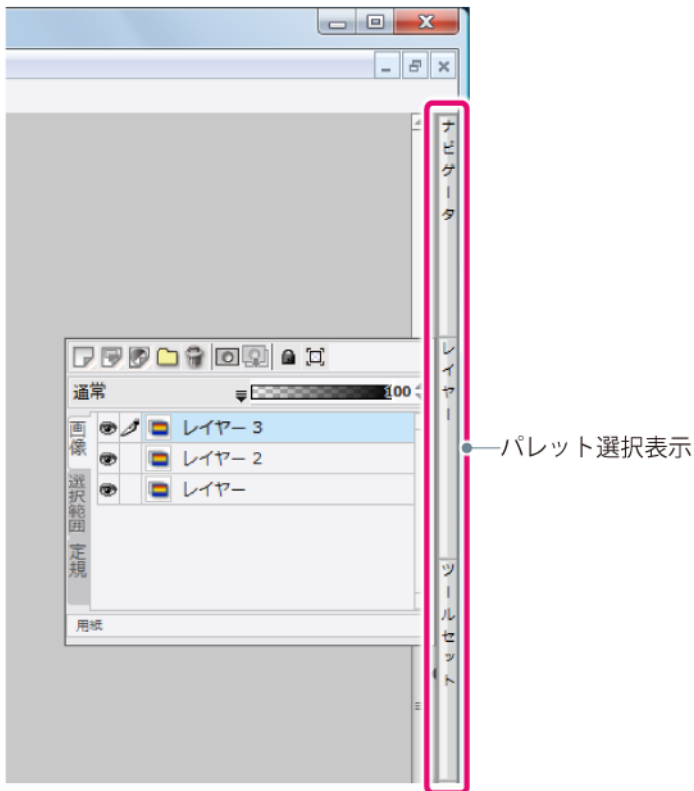 ナビゲータ
通常
100
レイヤー
画像
レイヤー 3
レイヤー 2
レイヤー
パレット選択表示
選択範囲
定規
ツールセット
用紙